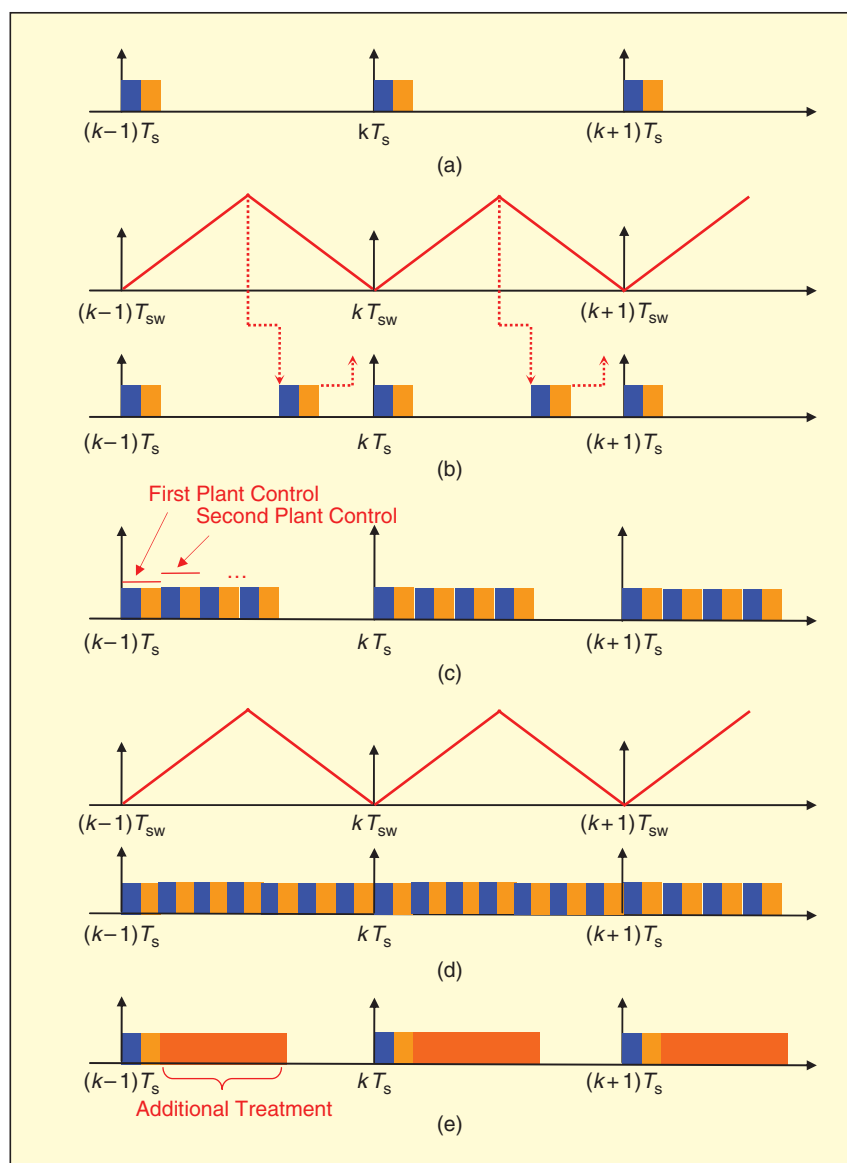 (k−1)Ts kTs (k+1)Ts
(a)
(k−1)Tsw kTsw (k+1)Tsw
(k−1)Ts kTs (k+1)Ts
(b)
First Plant Control
Second Plant Control
...
(k−1)Ts kTs (k+1)Ts
(c)
(k−1)Tsw kTsw (k+1)Tsw
(k−1)Ts kTs (k+1)Ts
(d)
(k−1)Ts kTs (k+1)Ts
Additional Treatment
(e)